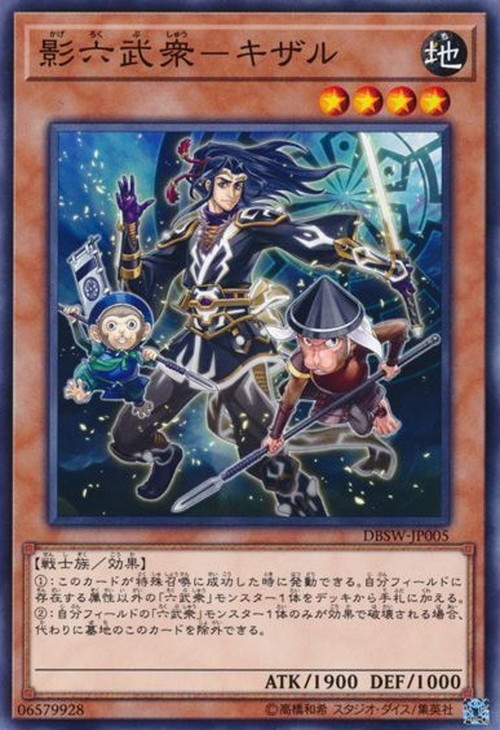 影六武衆－キザル
地
DBSW-JP005
【戦士族／効果】
①：このカードが特殊召喚に成功した時に発動できる。自分フィールドに
存在する属性以外の「六武衆」モンスター１体をデッキから手札に加える。
②：自分フィールドの「六武衆」モンスター１体のみが効果で破壊される場合、
代わりに墓地のこのカードを除外できる。
ATK/1900 DEF/1000
06579928
©高橋和希 スタジオ・ダイス/集英社